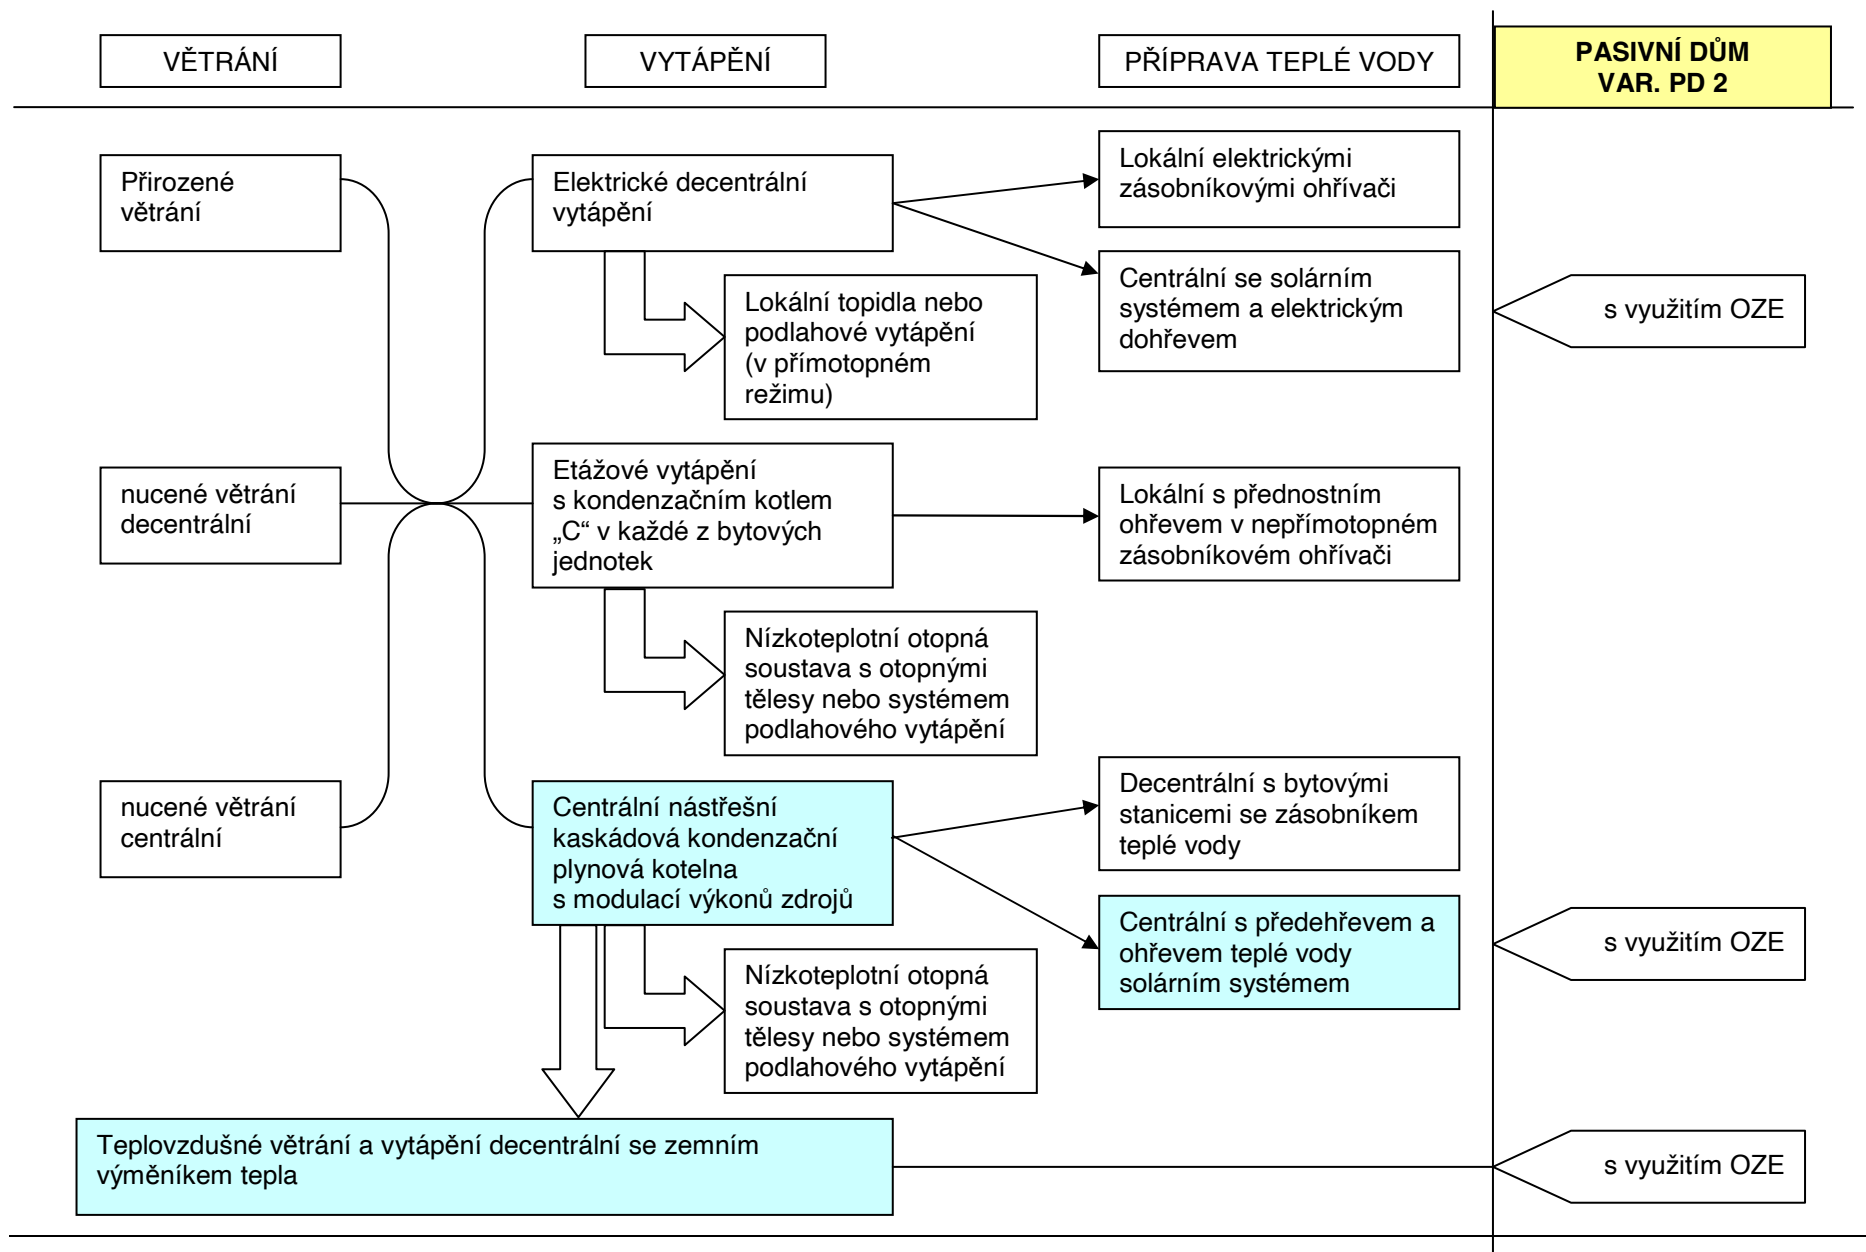 VĚTRÁNÍ
VYTÁPĚNÍ
PŘÍPRAVA TEPLÉ VODY
PASIVNÍ DŮM
VAR. PD 2
Přirozené
větrání
Elektrické decentrální
vytápění
Lokální elektrickými
zásobníkovými ohřívači
Centrální se solárním
systémem a elektrickým
dohřevem
s využitím OZE
Lokální topidla nebo
podlahové vytápění
(v přímotopném
režimu)
nucené větrání
decentrální
Etážové vytápění
s kondenzačním kotlem
„C“ v každé z bytových
jednotek
Lokální s přednostním
ohřevem v nepřímotopném
zásobníkovém ohřívači
Nízkoteplotní otopná
soustava s otopnými
tělesy nebo systémem
podlahového vytápění
nucené větrání
centrální
Centrální nástřešní
kaskádová kondenzační
plynová kotelna
s modulací výkonů zdrojů
Decentrální s bytovými
stanicemi se zásobníkem
teplé vody
Centrální s předehřevem a
ohřevem teplé vody
solárním systémem
s využitím OZE
Nízkoteplotní otopná
soustava s otopnými
tělesy nebo systémem
podlahového vytápění
Teplovzdušné větrání a vytápění decentrální se zemním
výměníkem tepla
s využitím OZE